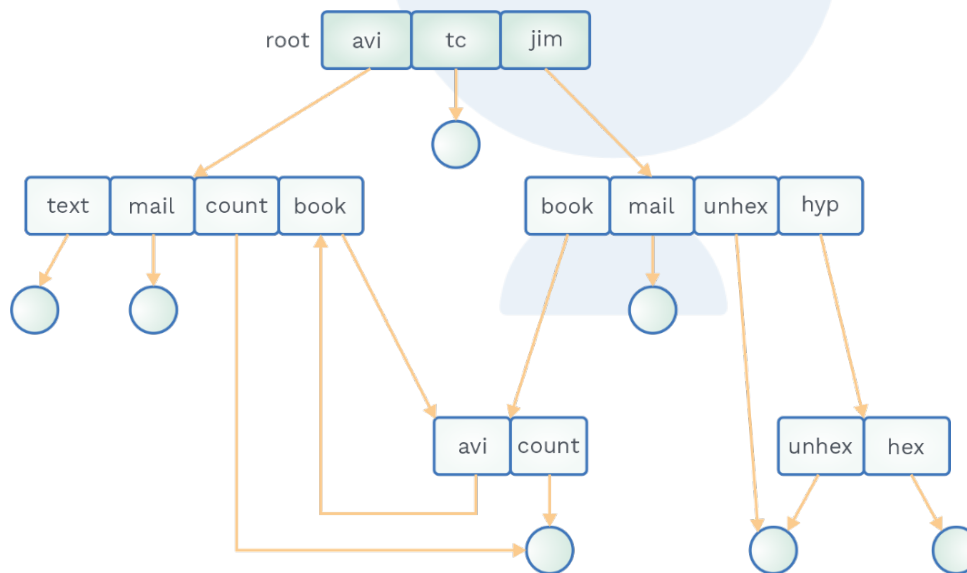 root avi tc jim
text mail count book
book mail unhex hyp
avi count
unhex hex